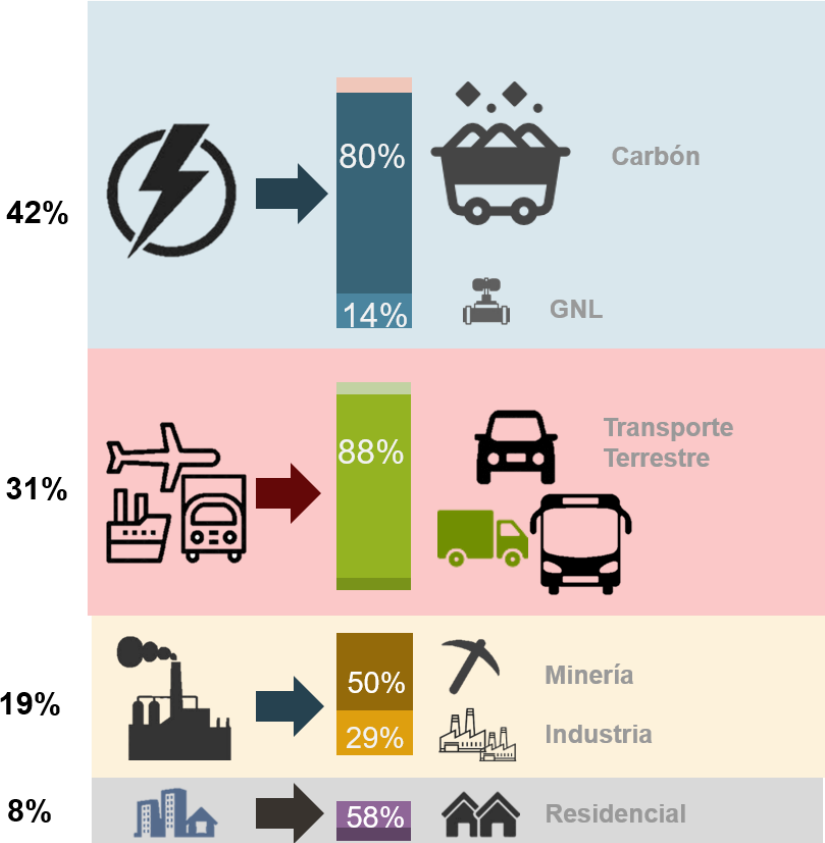 42%
80%
Carbón
14%
GNL
31%
88%
Transporte
Terrestre
19%
50%
Minería
29%
Industria
8%
58%
Residencial